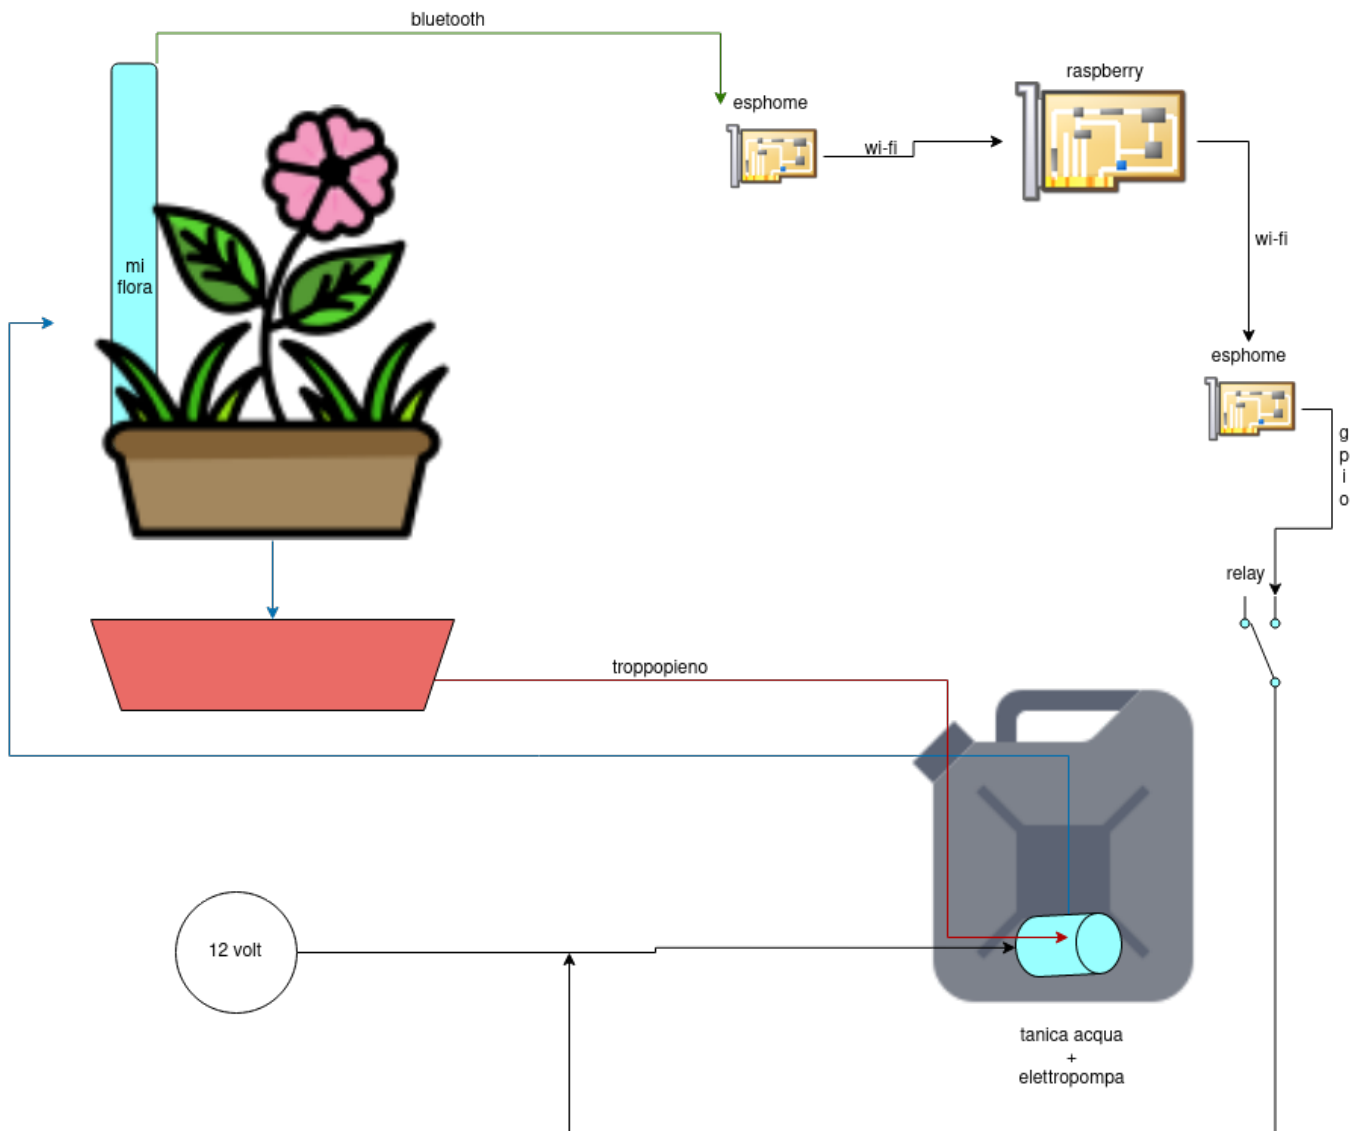 bluetooth
raspberry
esphome
wi-fi
wi-fi
mi
flora
esphome
g
p
i
o
relay
troppopieno
12 volt
tanica acqua
+
elettropompa